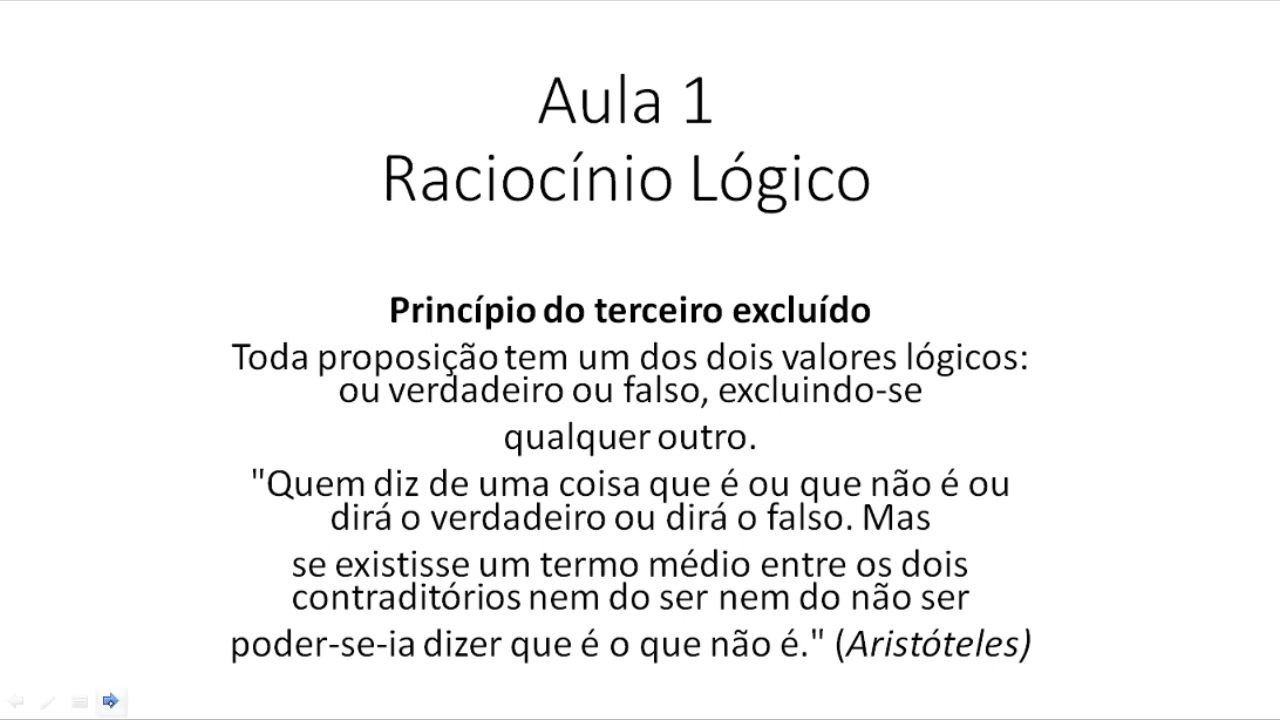 Aula 1
Raciocínio Lógico
Princípio do terceiro excluído
Toda proposição tem um dos dois valores lógicos:
ou verdadeiro ou falso, excluindo-se
qualquer outro.
"Quem diz de uma coisa que é ou que não é ou
dirá o verdadeiro ou dirá o falso. Mas
se existisse um termo médio entre os dois
contraditórios nem do ser nem do não ser
poder-se-ia dizer que é o que não é." (Aristóteles)